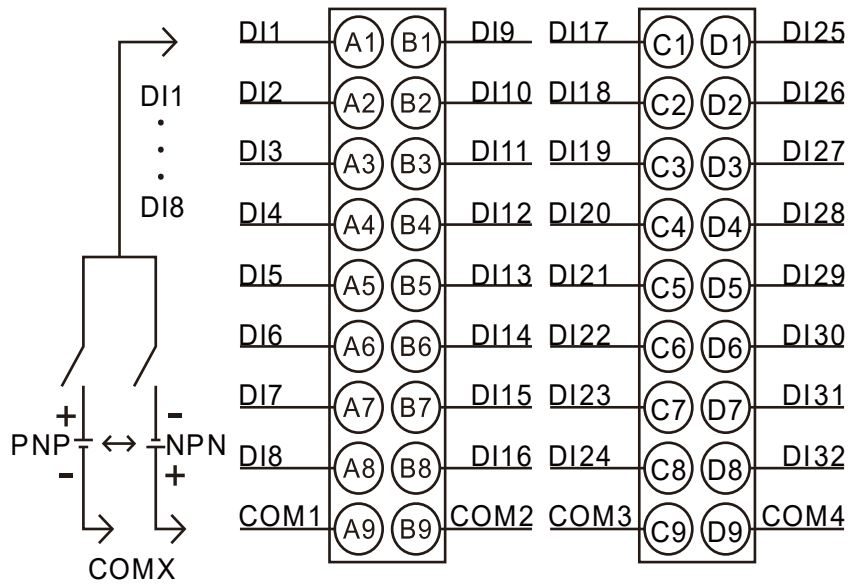 DI1 A1 B1 DI9 DI17 C1 D1 DI25
DI1
DI2 A2 B2 DI10 DI18 C2 D2 DI26
DI3 A3 B3 DI11 DI19 C3 D3 DI27
DI8
DI4 A4 B4 DI12 DI20 C4 D4 DI28
DI5 A5 B5 DI13 DI21 C5 D5 DI29
DI6 A6 B6 DI14 DI22 C6 D6 DI30
DI7 A7 B7 DI15 DI23 C7 D7 DI31
+ -
PNP NPN
- +
DI8 A8 B8 DI16 DI24 C8 D8 DI32
COM1 A9 B9 COM2 COM3 C9 D9 COM4
COMX